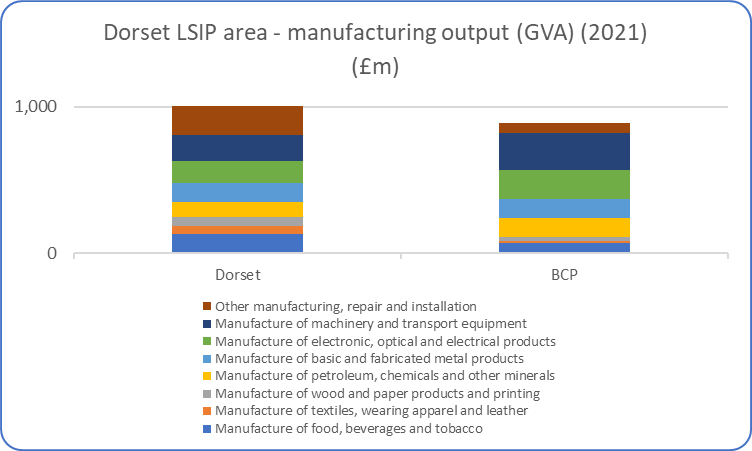 Dorset LSIP area - manufacturing output (GVA) (2021)
(£m)
1,000
0
Dorset
BCP
Other manufacturing, repair and installation
Manufacture of machinery and transport equipment
Manufacture of electronic, optical and electrical products
Manufacture of basic and fabricated metal products
Manufacture of petroleum, chemicals and other minerals
Manufacture of wood and paper products and printing
Manufacture of textiles, wearing apparel and leather
Manufacture of food, beverages and tobacco